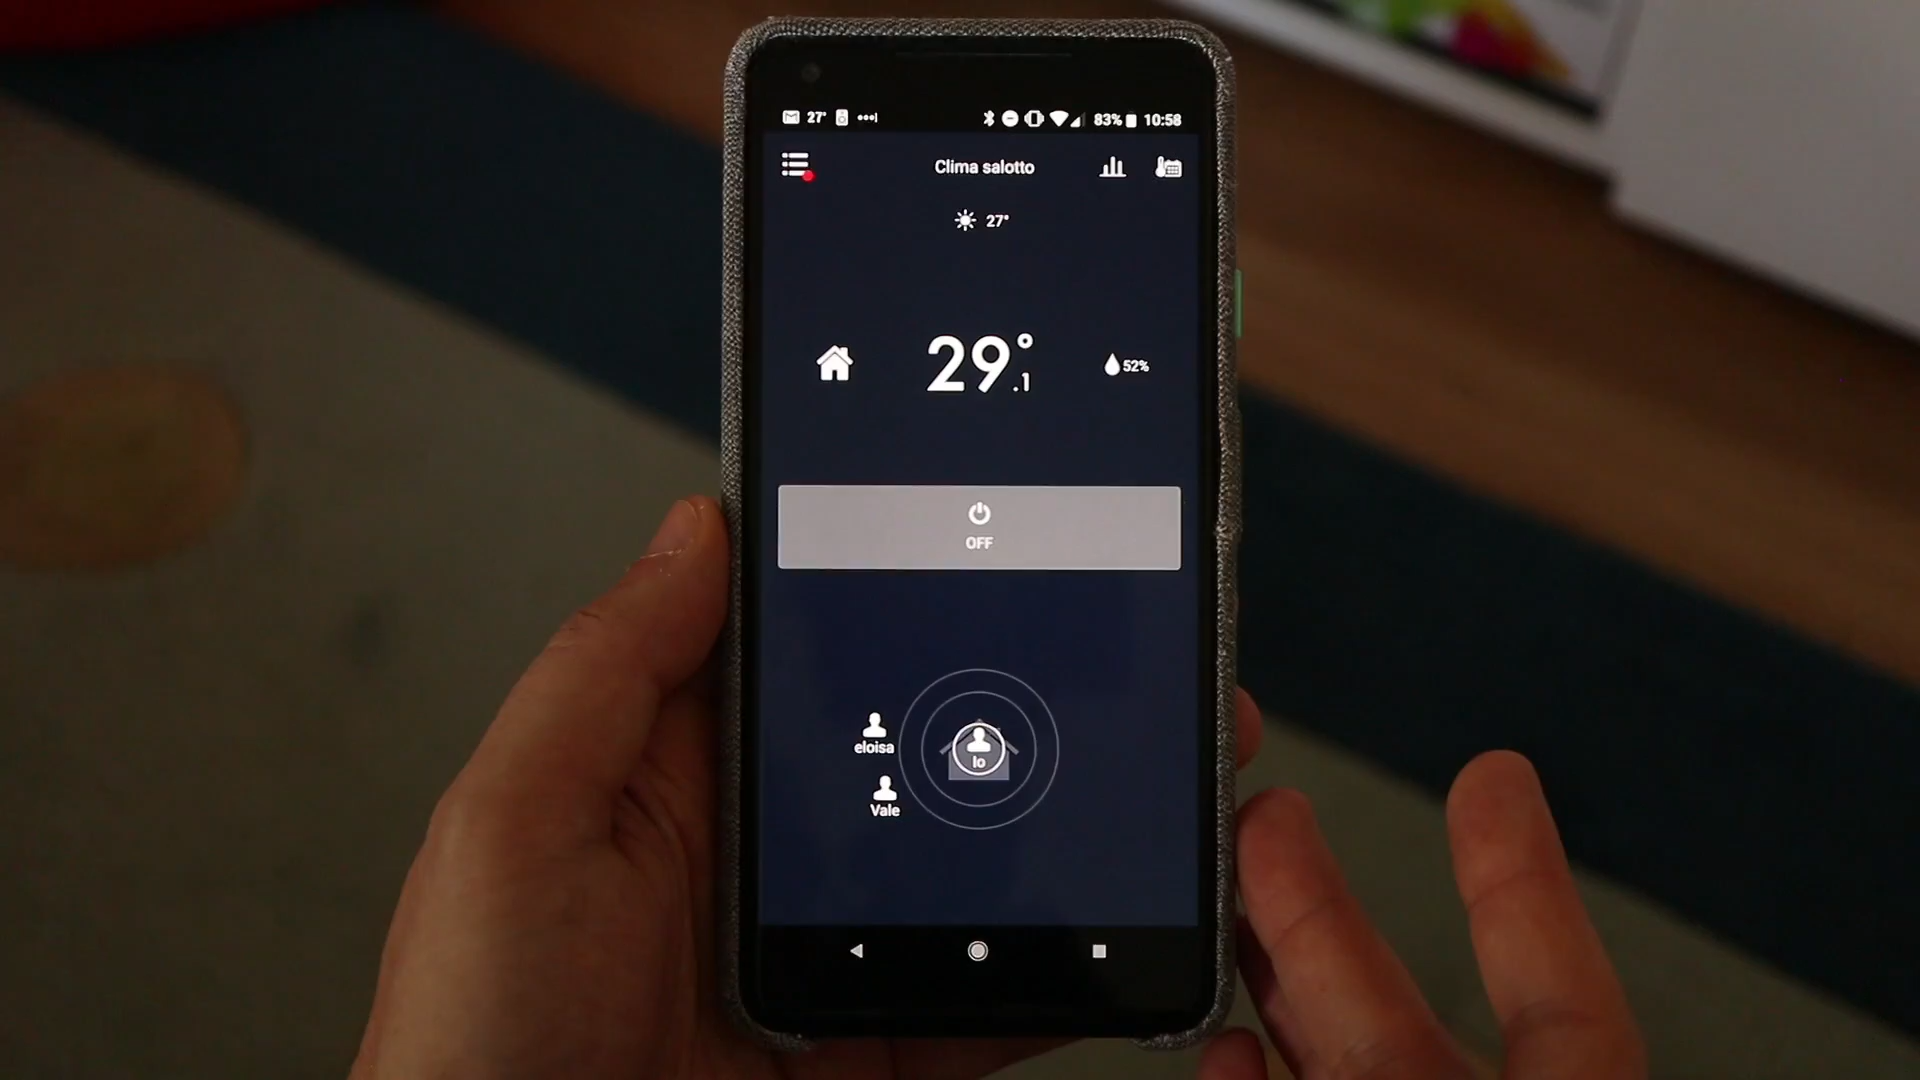 27° 83% 10:58
Clima salotto
27°
29.1°
52%
OFF
eloisa
Io
Vale